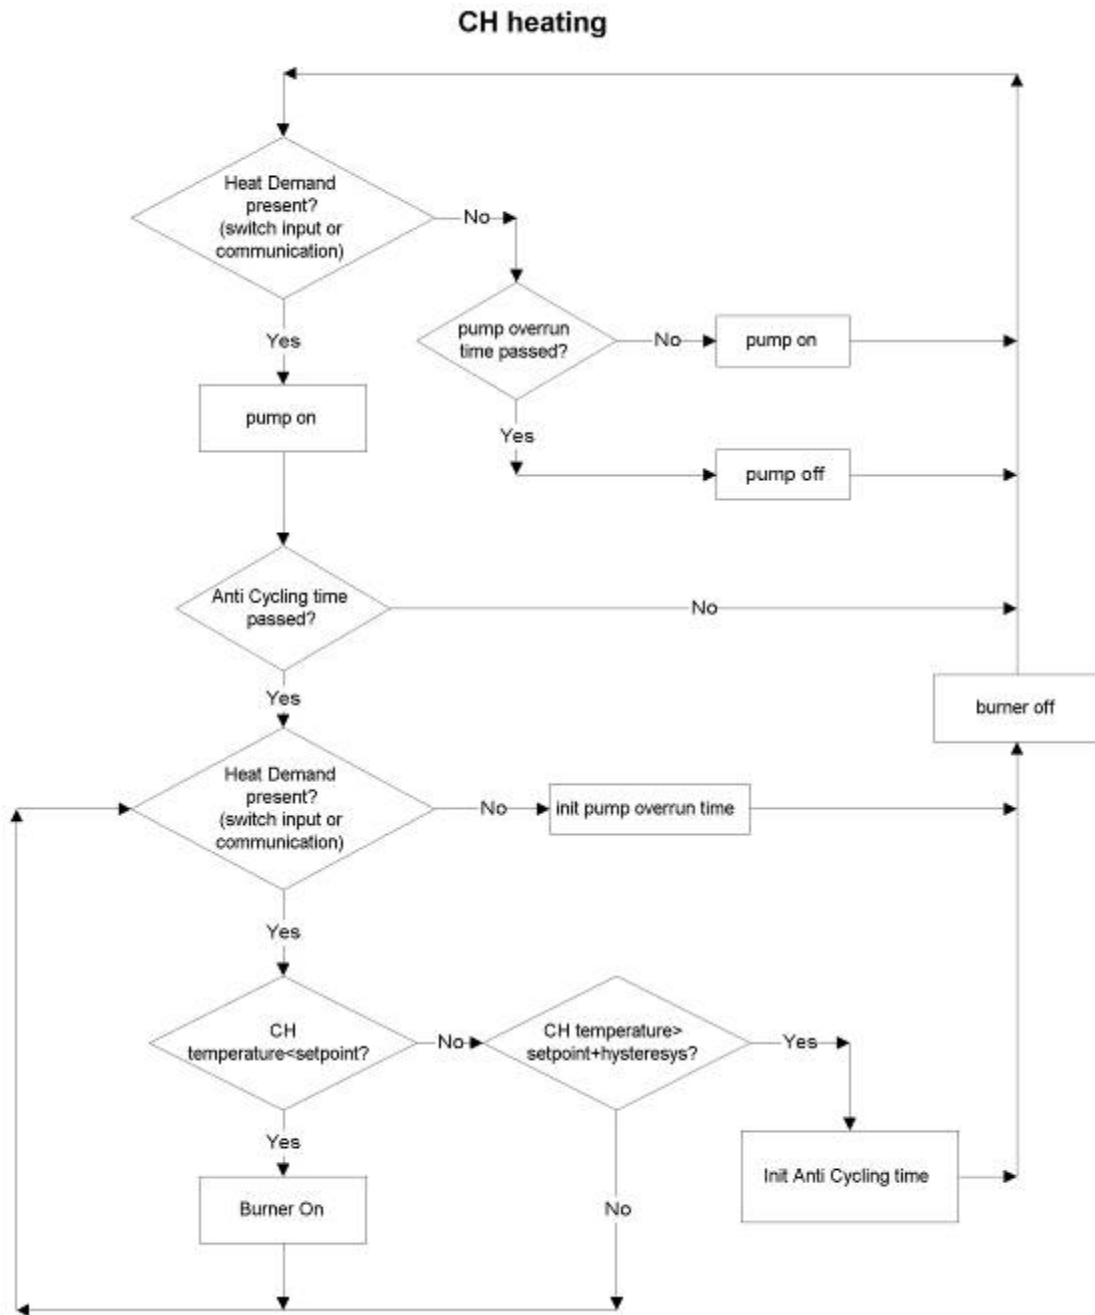 CH heating
Heat Demand
present?
(switch input or
communication)
No
Yes
pump overrun
time passed?
No
pump on
pump on
Yes
pump off
Anti Cycling time
passed?
No
Yes
burner off
Heat Demand
present?
(switch input or
communication)
No
init pump overrun time
Yes
CH
temperature<setpoint?
No
CH temperature>
setpoint+hysteresys?
Yes
Yes
Init Anti Cycling time
Burner On
No